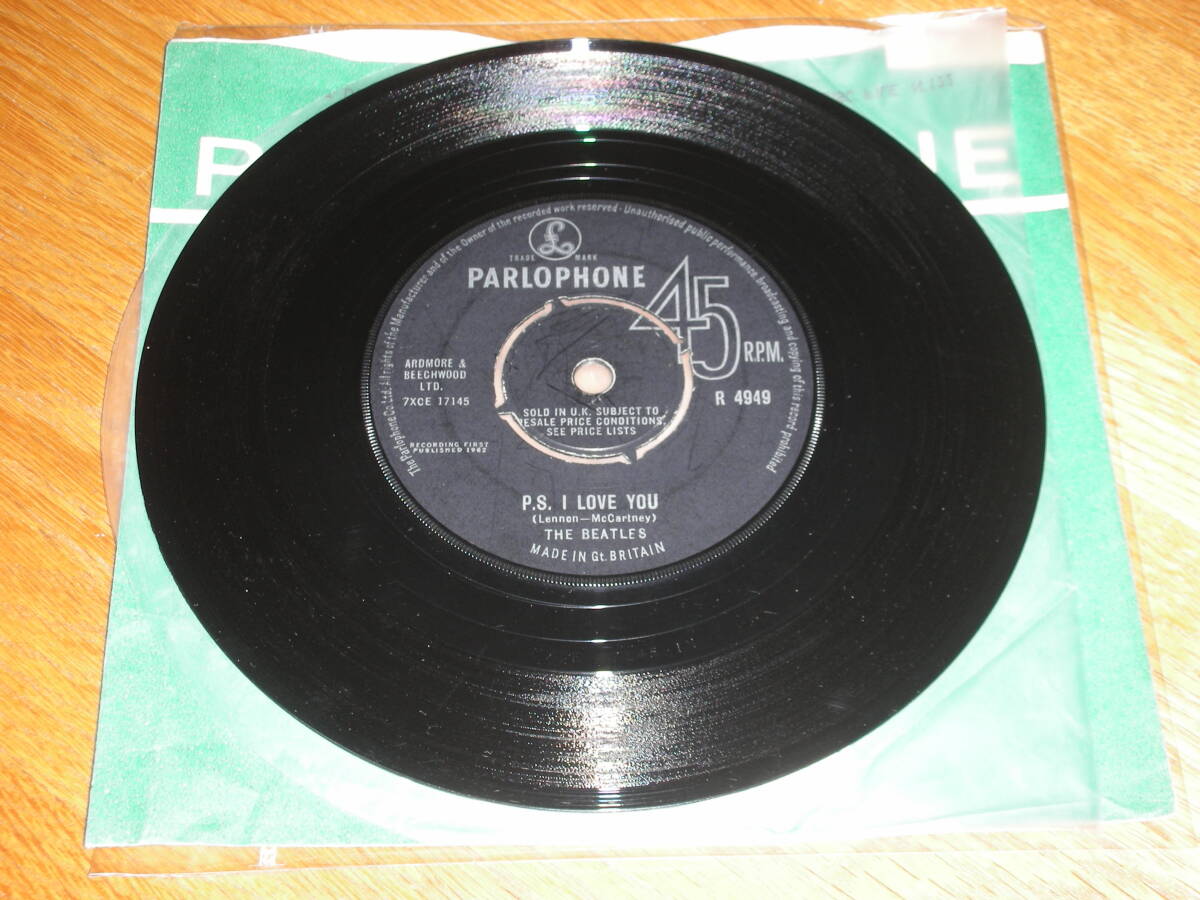 The Parlophone Co. Ltd. All rights of the Manufacturer and of the Owner of the recorded work reserved - Unauthorised public performance broadcasting and copying of this record prohibited
£
TRADE MARK
PARLOPHONE
45
R.P.M.
R 4949
ARDMORE &
BEECHWOOD
LTD.
7XCE 17145
RECORDING FIRST
PUBLISHED 1962
SOLD IN U.K. SUBJECT TO
RESALE PRICE CONDITIONS,
SEE PRICE LISTS
P.S. I LOVE YOU
(Lennon—McCartney)
THE BEATLES
MADE IN Gt. BRITAIN